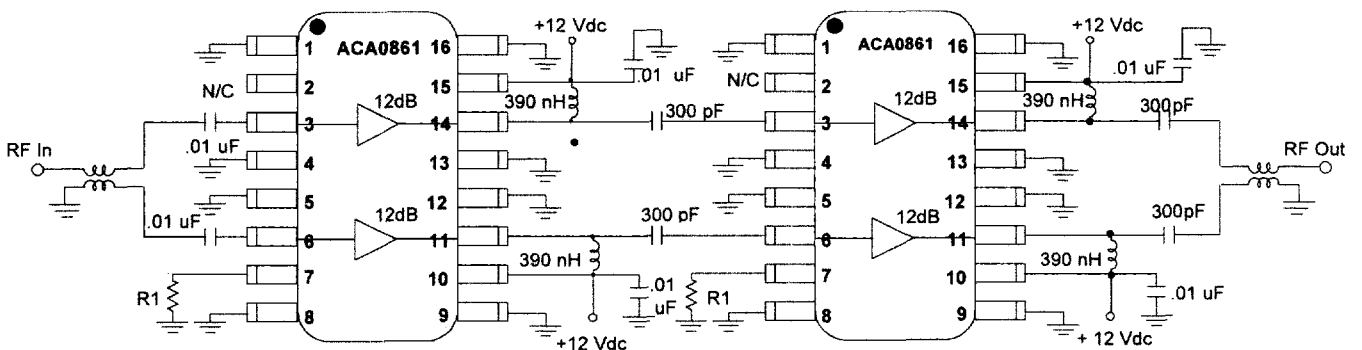 +12 Vdc
+12 Vdc
1 ACA0861 16
1 ACA0861 16
.01 uF
.01 uF
N/C
2 15
N/C
2 15
12dB
390 nH
12dB
390 nH
300pF
3 14
300 pF
3 14
.01 uF
RF In
4 13
4 13
RF Out
5 12
5 12
.01 uF
12dB
300 pF
12dB
300pF
6 11
6 11
390 nH
390 nH
7 10
7 10
R1
.01 uF
R1
.01 uF
8 9
8 9
+12 Vdc
+ 12 Vdc